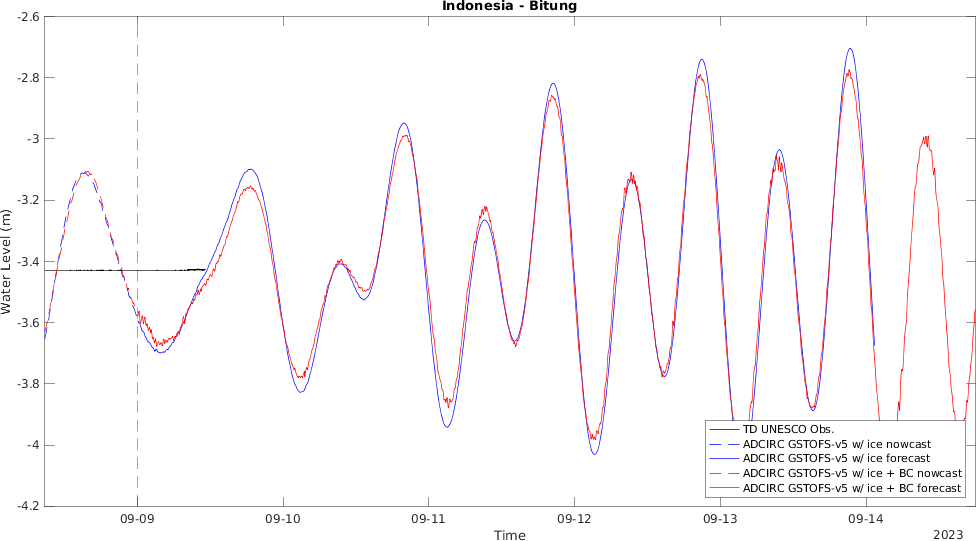 Indonesia - Bitung
-2.6
-2.8
-3
-3.2
-3.4
-3.6
-3.8
-4
-4.2
Water Level (m)
TD UNESCO Obs.
ADCIRC GSTOFS-v5 w/ ice nowcast
ADCIRC GSTOFS-v5 w/ ice forecast
ADCIRC GSTOFS-v5 w/ ice + BC nowcast
ADCIRC GSTOFS-v5 w/ ice + BC forecast
09-09 09-10 09-11 09-12 09-13 09-14
Time
2023